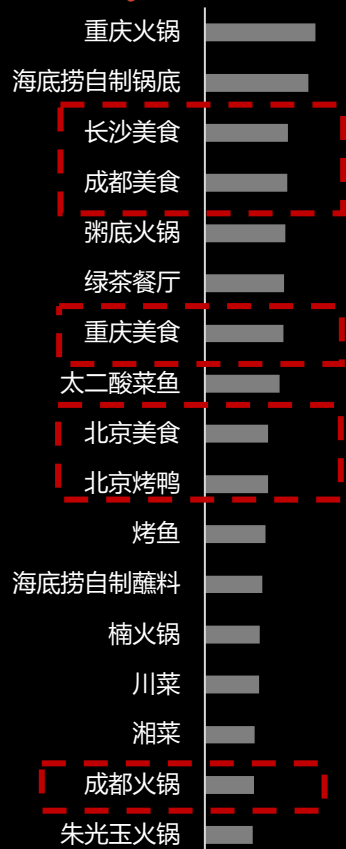 重庆火锅
海底捞自制锅底
长沙美食
成都美食
粥底火锅
绿茶餐厅
重庆美食
太二酸菜鱼
北京美食
北京烤鸭
烤鱼
海底捞自制蘸料
楠火锅
川菜
湘菜
成都火锅
朱光玉火锅